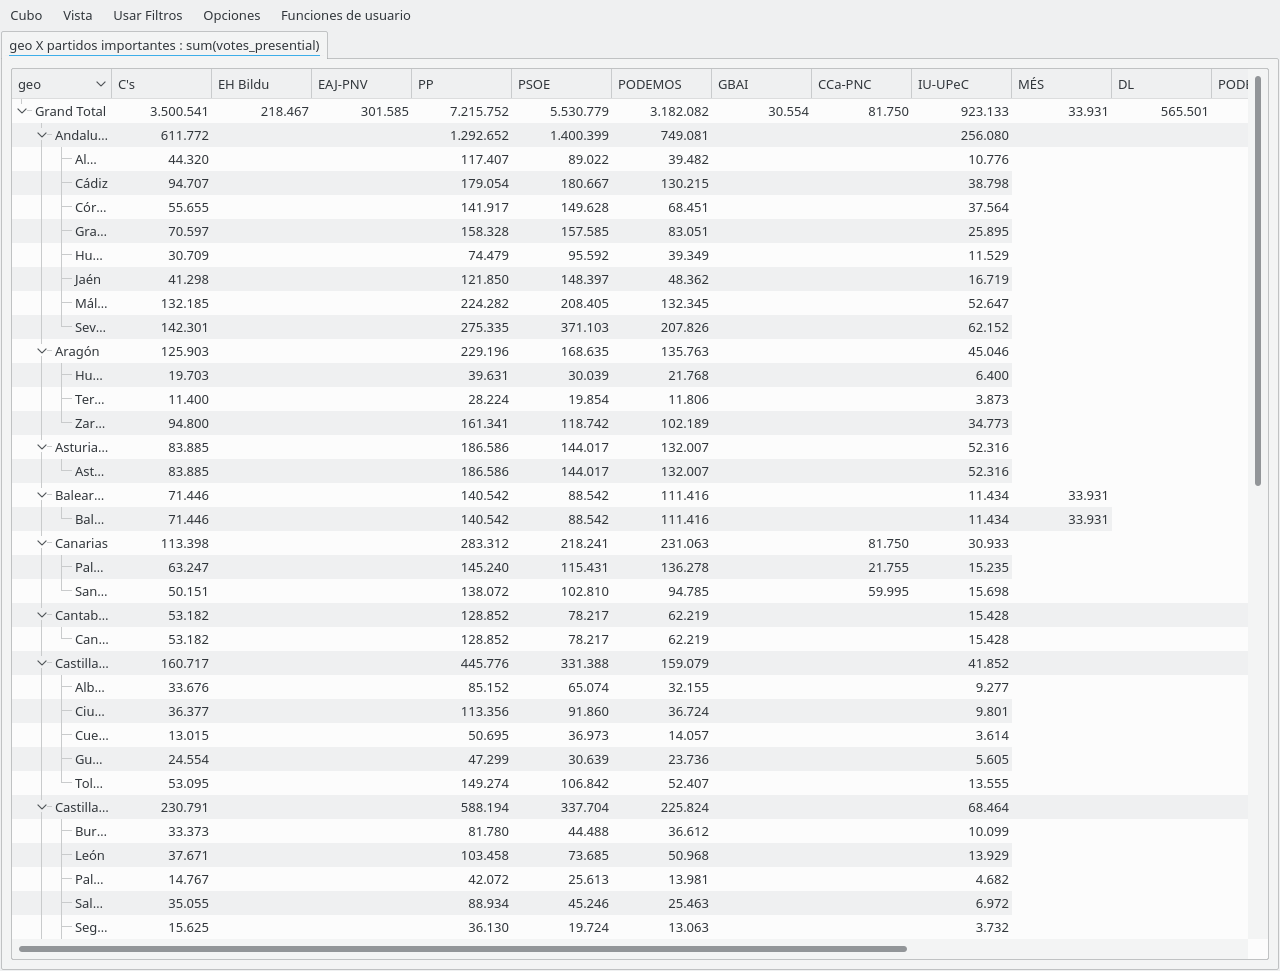 Cubo Vista Usar Filtros Opciones Funciones de usuario
geo X partidos importantes : sum(votes_presential)
geo C's EH Bildu EAJ-PNV PP PSOE PODEMOS GBAI CCa-PNC IU-UPeC MÉS DL PODI
Grand Total 3.500.541 218.467 301.585 7.215.752 5.530.779 3.182.082 30.554 81.750 923.133 33.931 565.501
Andalu... 611.772 1.292.652 1.400.399 749.081 256.080
Al... 44.320 117.407 89.022 39.482 10.776
Cádiz 94.707 179.054 180.667 130.215 38.798
Cór... 55.655 141.917 149.628 68.451 37.564
Gra... 70.597 158.328 157.585 83.051 25.895
Hu... 30.709 74.479 95.592 39.349 11.529
Jaén 41.298 121.850 148.397 48.362 16.719
Mál... 132.185 224.282 208.405 132.345 52.647
Sev... 142.301 275.335 371.103 207.826 62.152
Aragón 125.903 229.196 168.635 135.763 45.046
Hu... 19.703 39.631 30.039 21.768 6.400
Ter... 11.400 28.224 19.854 11.806 3.873
Zar... 94.800 161.341 118.742 102.189 34.773
Asturia... 83.885 186.586 144.017 132.007 52.316
Ast... 83.885 186.586 144.017 132.007 52.316
Balear... 71.446 140.542 88.542 111.416 11.434 33.931
Bal... 71.446 140.542 88.542 111.416 11.434 33.931
Canarias 113.398 283.312 218.241 231.063 81.750 30.933
Pal... 63.247 145.240 115.431 136.278 21.755 15.235
San... 50.151 138.072 102.810 94.785 59.995 15.698
Cantab... 53.182 128.852 78.217 62.219 15.428
Can... 53.182 128.852 78.217 62.219 15.428
Castilla... 160.717 445.776 331.388 159.079 41.852
Alb... 33.676 85.152 65.074 32.155 9.277
Ciu... 36.377 113.356 91.860 36.724 9.801
Cue... 13.015 50.695 36.973 14.057 3.614
Gu... 24.554 47.299 30.639 23.736 5.605
Tol... 53.095 149.274 106.842 52.407 13.555
Castilla... 230.791 588.194 337.704 225.824 68.464
Bur... 33.373 81.780 44.488 36.612 10.099
León 37.671 103.458 73.685 50.968 13.929
Pal... 14.767 42.072 25.613 13.981 4.682
Sal... 35.055 88.934 45.246 25.463 6.972
Seg... 15.625 36.130 19.724 13.063 3.732